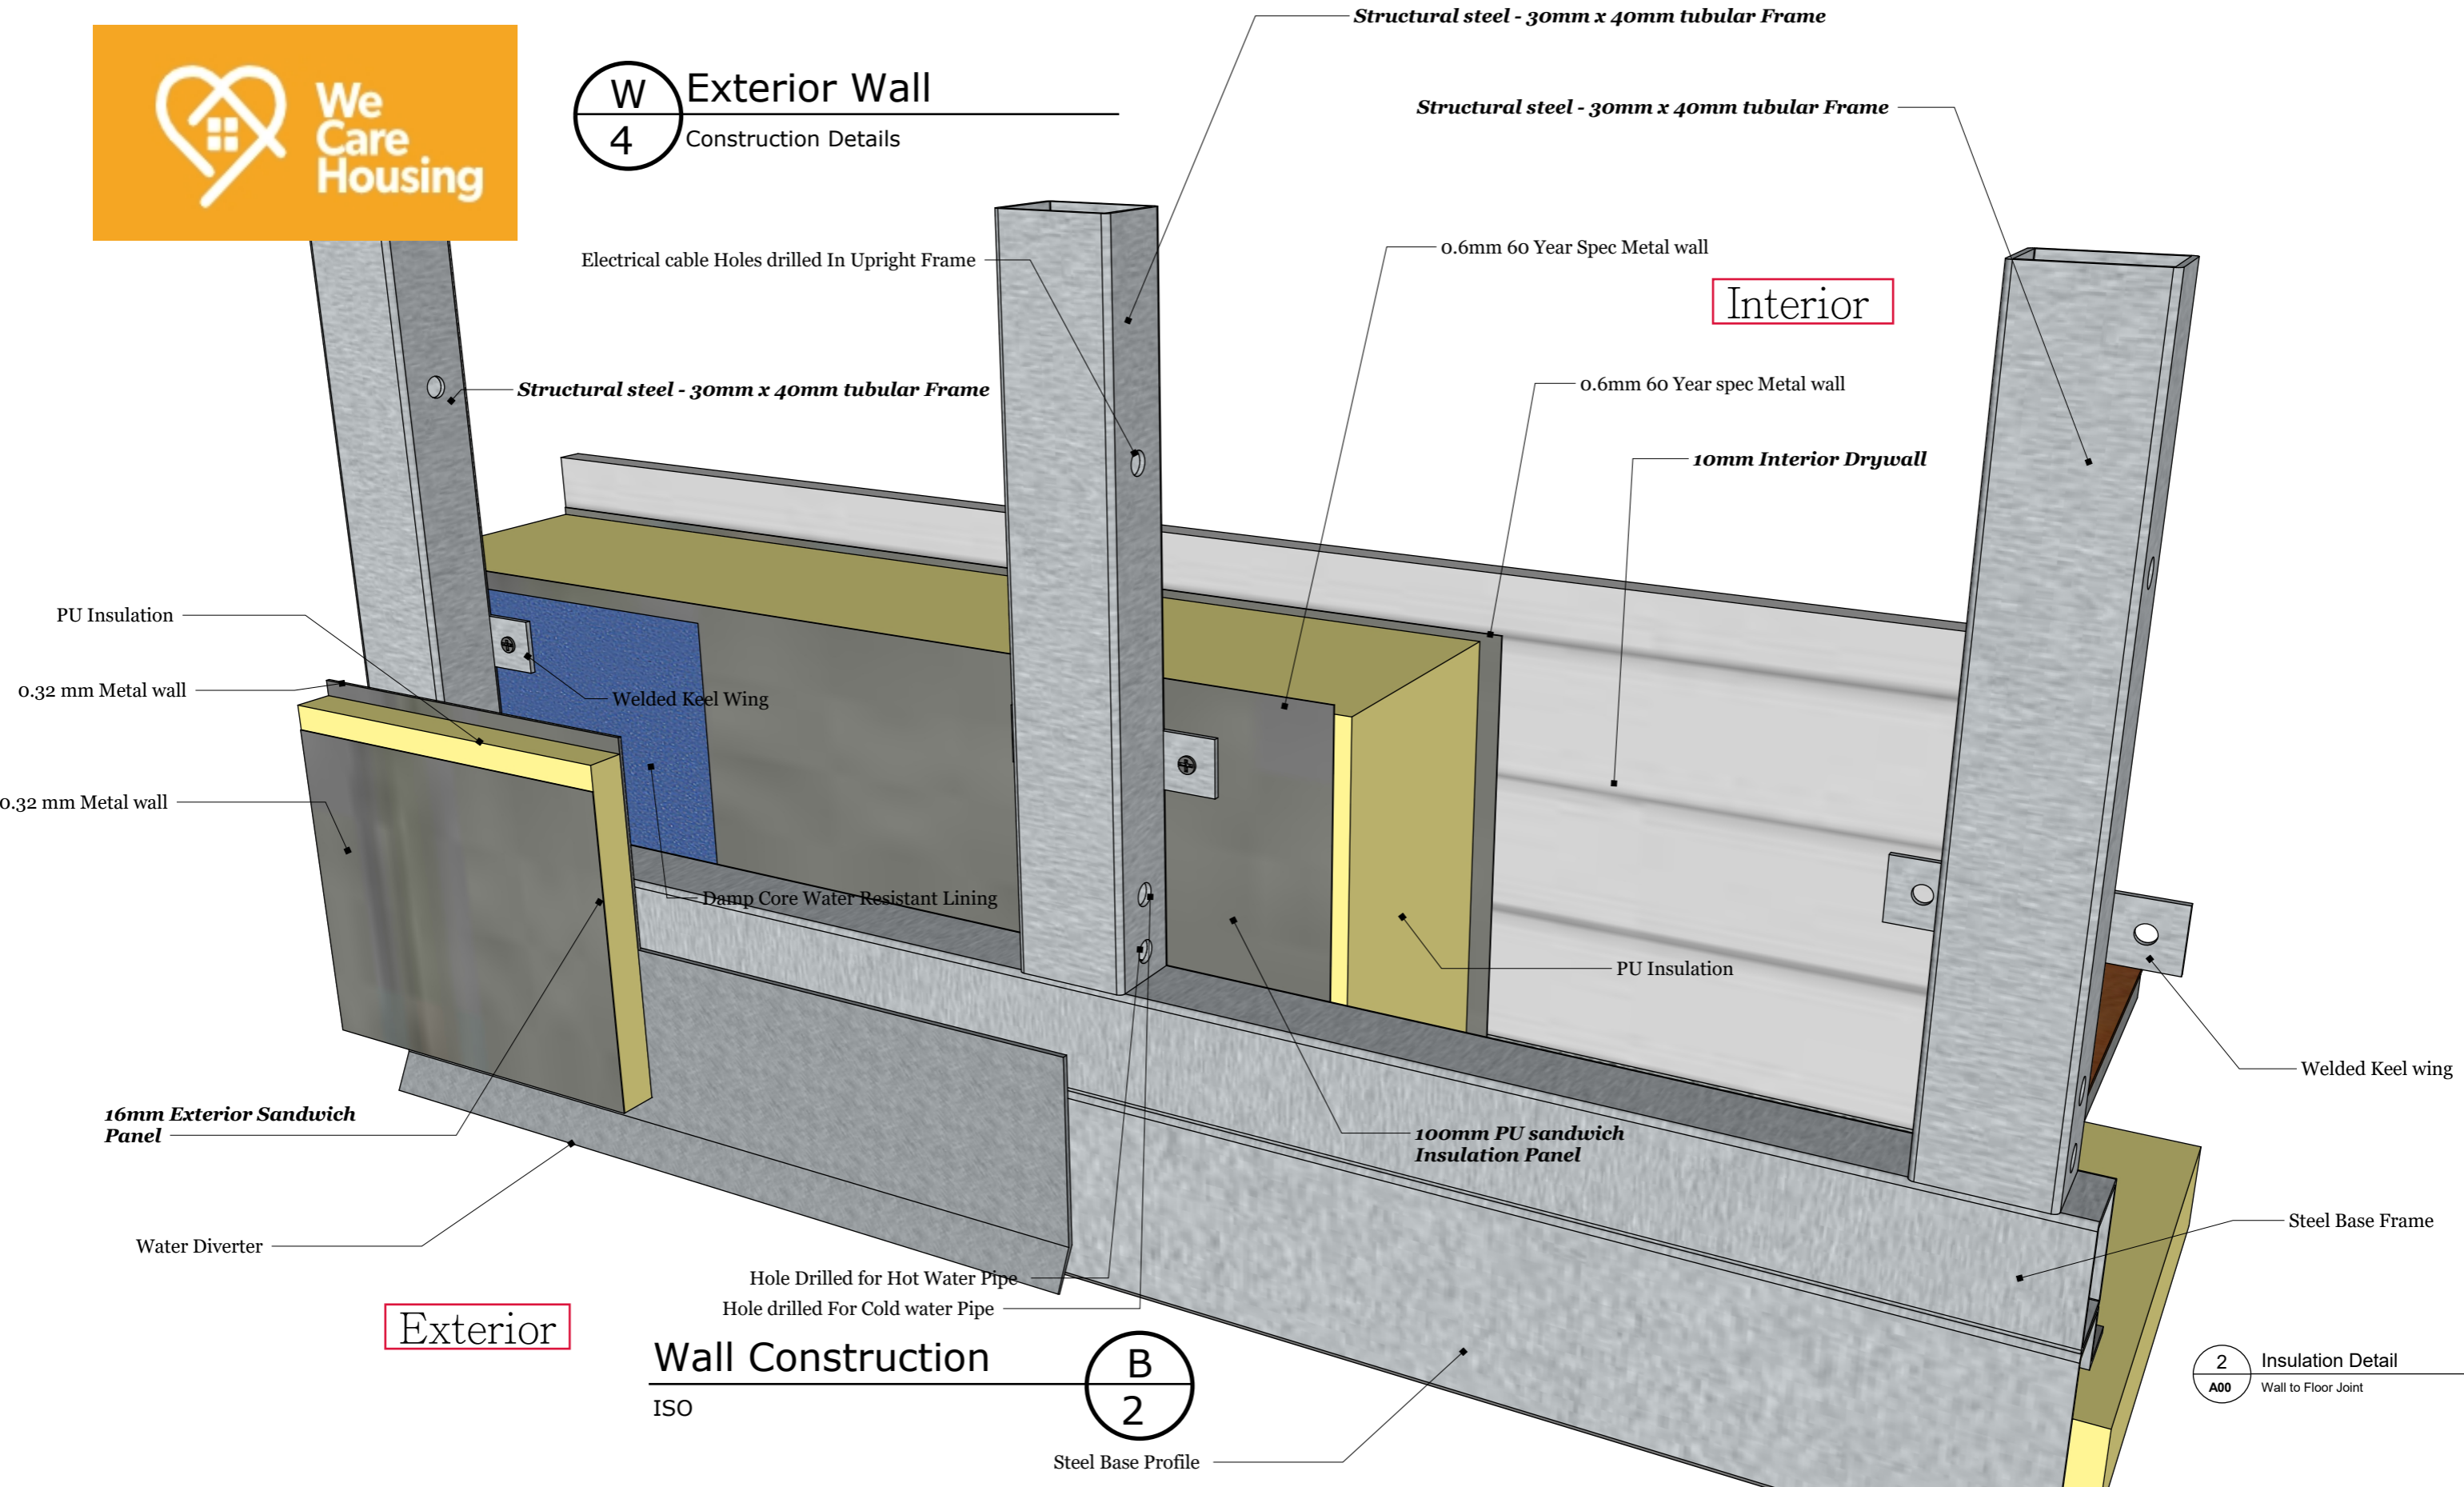 Structural steel - 30mm x 40mm tubular Frame
We
Care
Housing
W
4
Exterior Wall
Construction Details
Structural steel - 30mm x 40mm tubular Frame
Electrical cable Holes drilled In Upright Frame
0.6mm 60 Year Spec Metal wall
Interior
Structural steel - 30mm x 40mm tubular Frame
0.6mm 60 Year spec Metal wall
10mm Interior Drywall
PU Insulation
0.32 mm Metal wall
Welded Keel Wing
0.32 mm Metal wall
Damp Core Water Resistant Lining
PU Insulation
Welded Keel wing
16mm Exterior Sandwich
Panel
100mm PU sandwich
Insulation Panel
Water Diverter
Steel Base Frame
Hole Drilled for Hot Water Pipe
Hole drilled For Cold water Pipe
Exterior
Wall Construction
ISO
B
2
2
A00
Insulation Detail
Wall to Floor Joint
Steel Base Profile